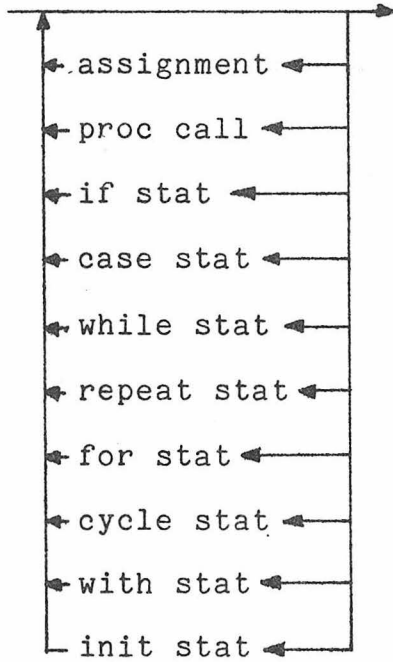 assignment
proc call
if stat
case stat
while stat
repeat stat
for stat
cycle stat
with stat
init stat